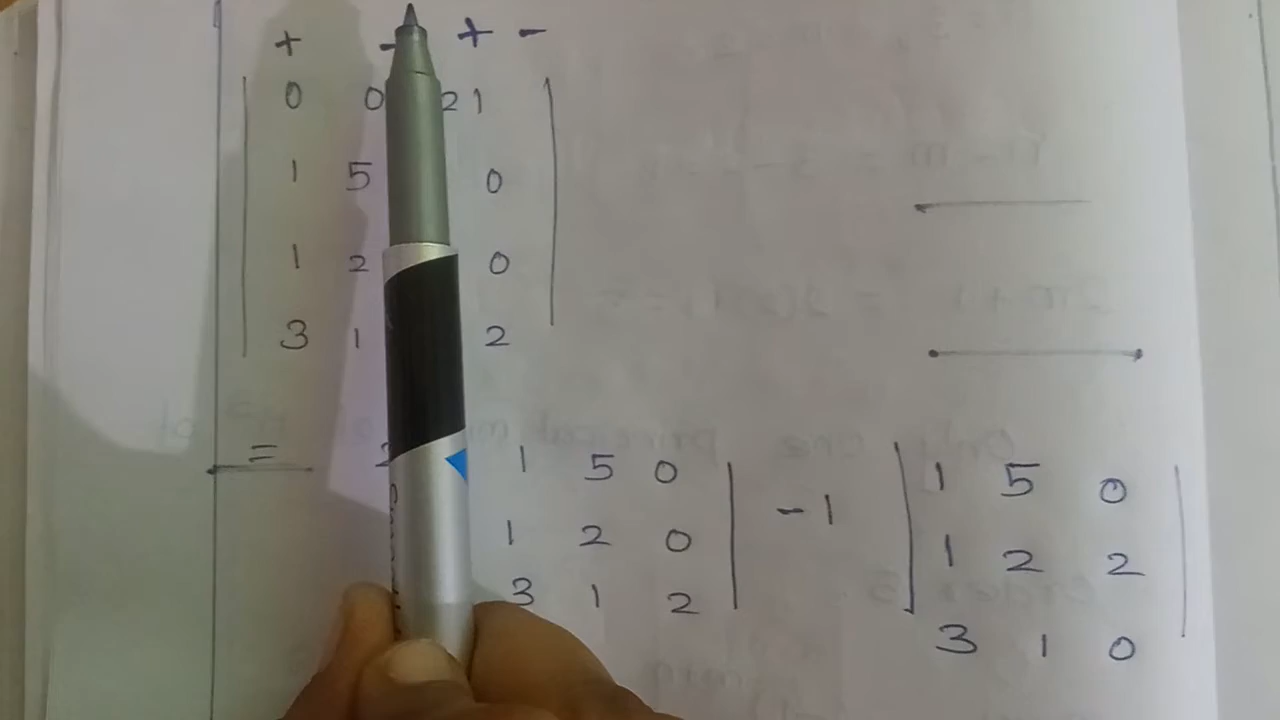 + - + -
0 0 2 1
1 5 0
1 2 0
3 1 2
= 2 1 5 0 - 1 1 5 0
1 2 0 1 2 2
3 1 2 3 1 0